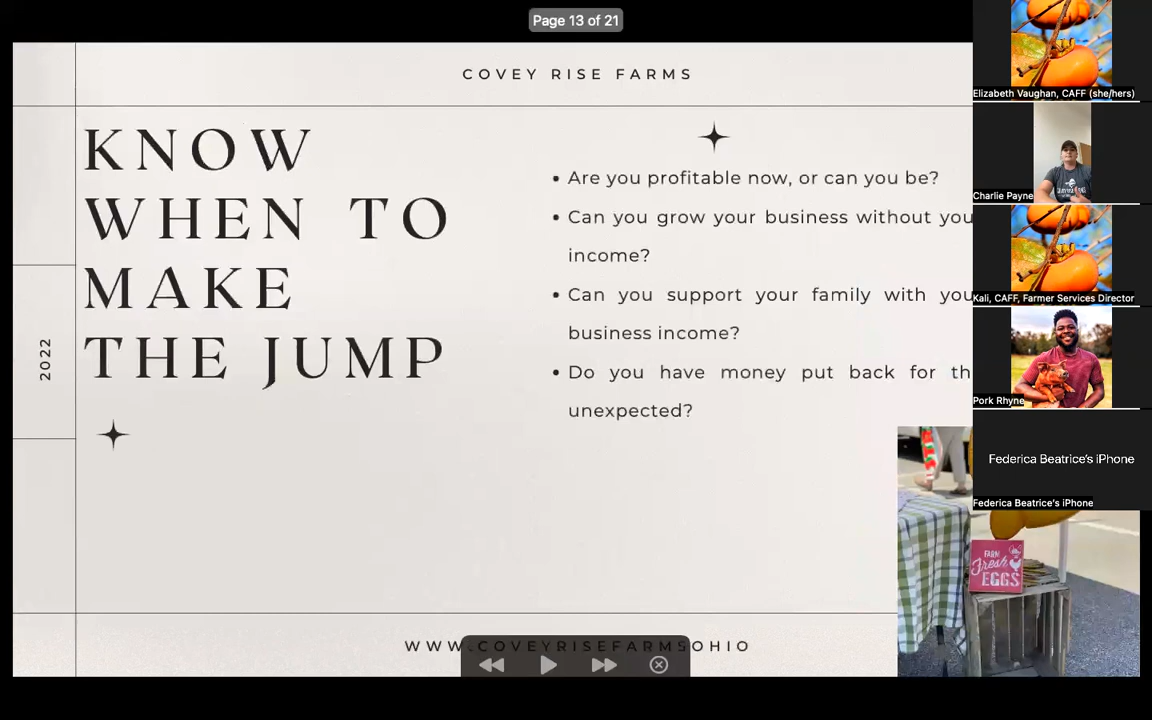 Page 13 of 21
COVEY RISE FARMS
KNOW
WHEN TO
MAKE
THE JUMP
2022
Are you profitable now, or can you be?
Can you grow your business without you
income?
Can you support your family with you
business income?
Do you have money put back for th
unexpected?
WWW.COVEYRISEFARMSOHIO
Elizabeth Vaughan, CAFF (she/hers)
Charlie Payne
Kali, CAFF, Farmer Services Director
Pork Rhyne
Federica Beatrice's iPhone
Federica Beatrice's iPhone
FARM
Fresh
EGGS